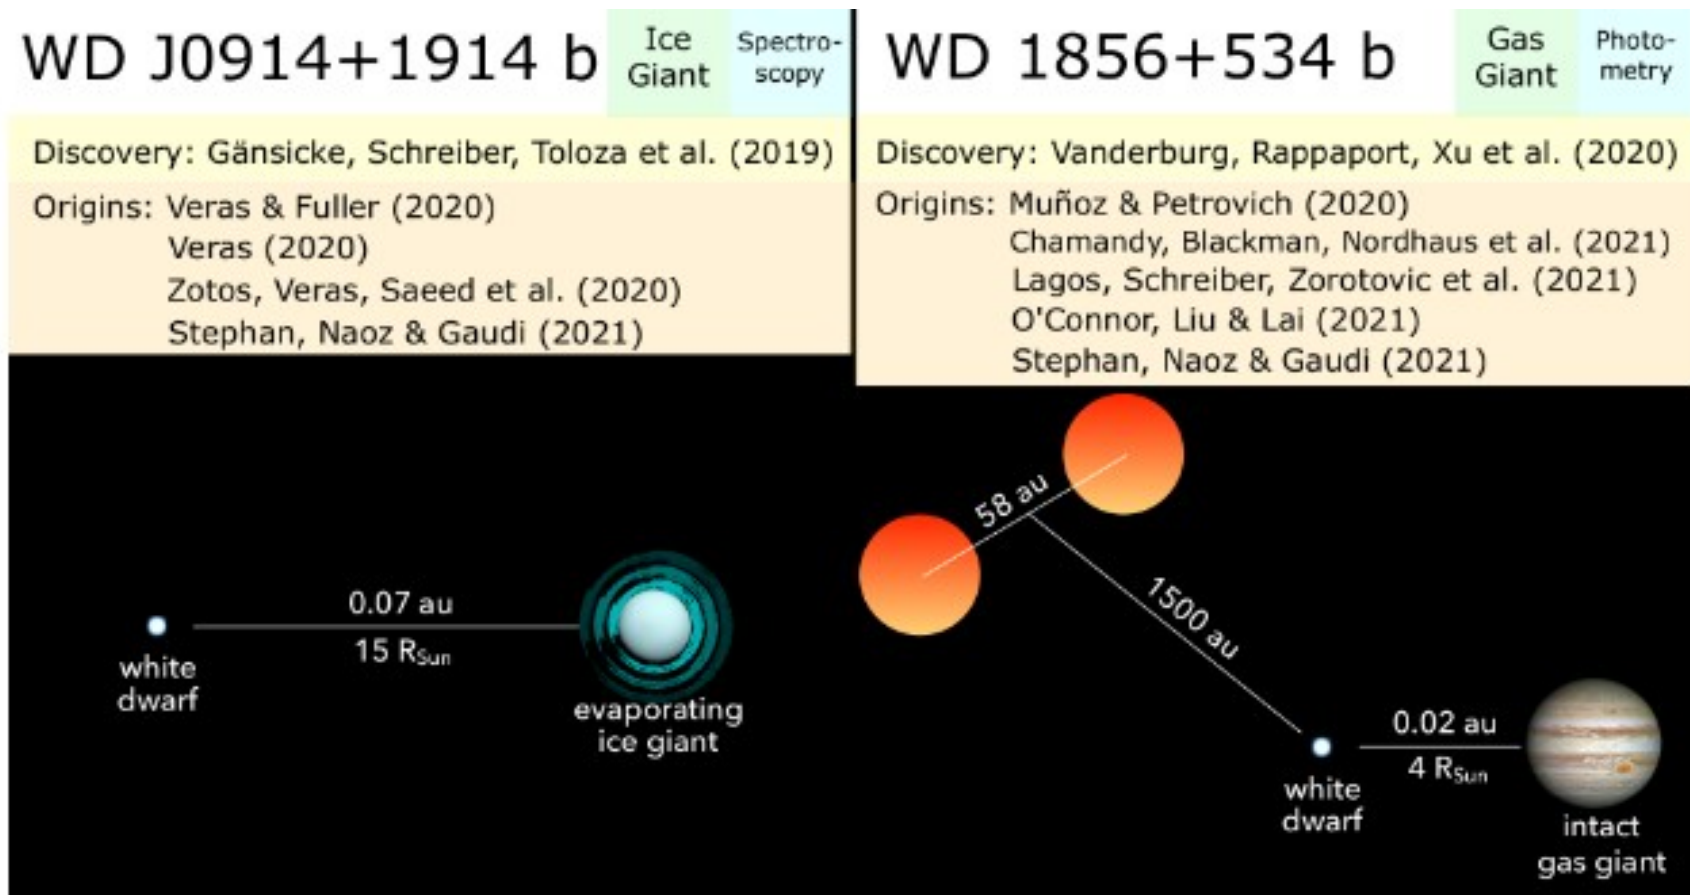 WD J0914+1914 b
Ice
Giant
Spectro-
scopy
Discovery: Gänsicke, Schreiber, Toloza et al. (2019)
Origins: Veras & Fuller (2020)
Veras (2020)
Zotos, Veras, Saeed et al. (2020)
Stephan, Naoz & Gaudi (2021)
0.07 au
15 RSun
white
dwarf
evaporating
ice giant
WD 1856+534 b
Gas
Giant
Photo-
metry
Discovery: Vanderburg, Rappaport, Xu et al. (2020)
Origins: Muñoz & Petrovich (2020)
Chamandy, Blackman, Nordhaus et al. (2021)
Lagos, Schreiber, Zorotovic et al. (2021)
O'Connor, Liu & Lai (2021)
Stephan, Naoz & Gaudi (2021)
58 au
1500 au
0.02 au
4 RSun
white
dwarf
intact
gas giant